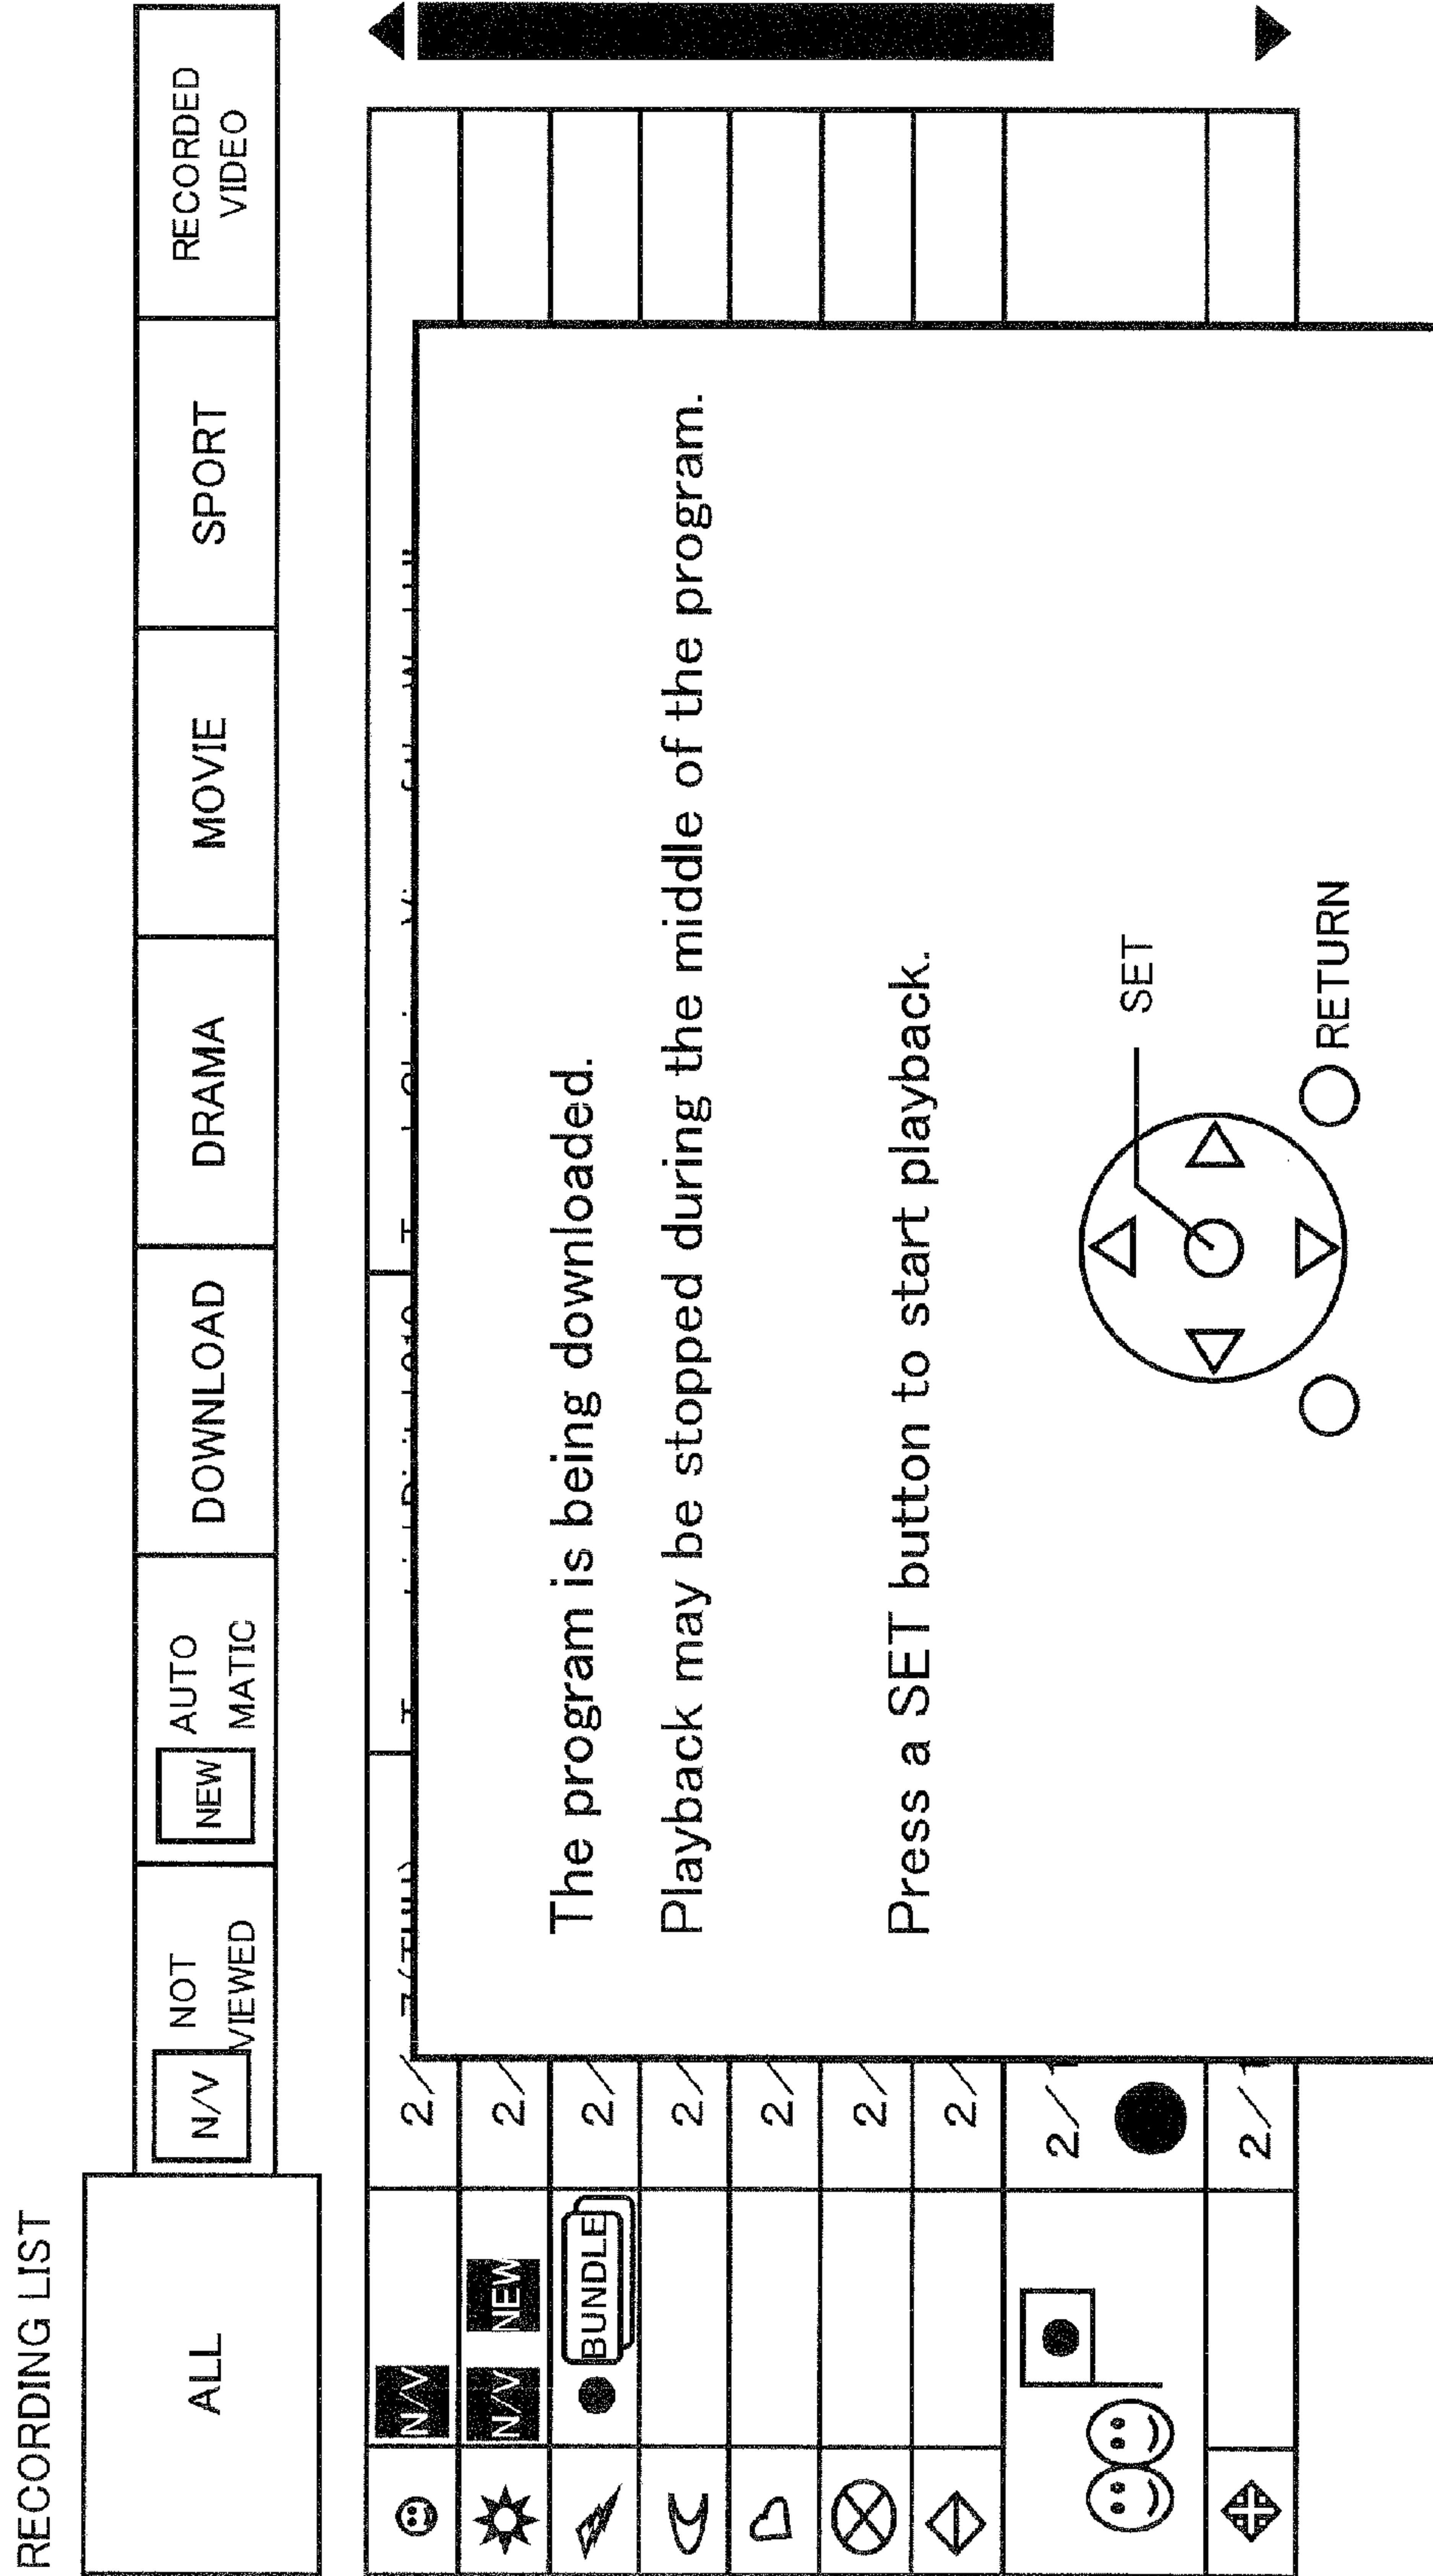 RECORDING LIST
ALL
N/V NOT VIEWED
NEW AUTO MATIC
DOWNLOAD
DRAMA
MOVIE
SPORT
RECORDED
VIDEO
N/V
2/
N/V NEW
2/
BUNDLE
2/
2/
2/
2/
2/
2/1
2/1
The program is being downloaded.
Playback may be stopped during the middle of the program.
Press a SET button to start playback.
SET
RETURN